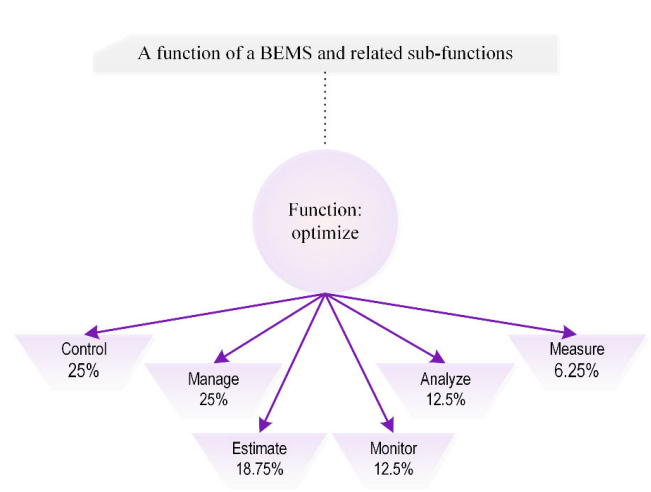 A function of a BEMS and related sub-functions
Function:
optimize
Control
25%
Manage
25%
Estimate
18.75%
Monitor
12.5%
Analyze
12.5%
Measure
6.25%